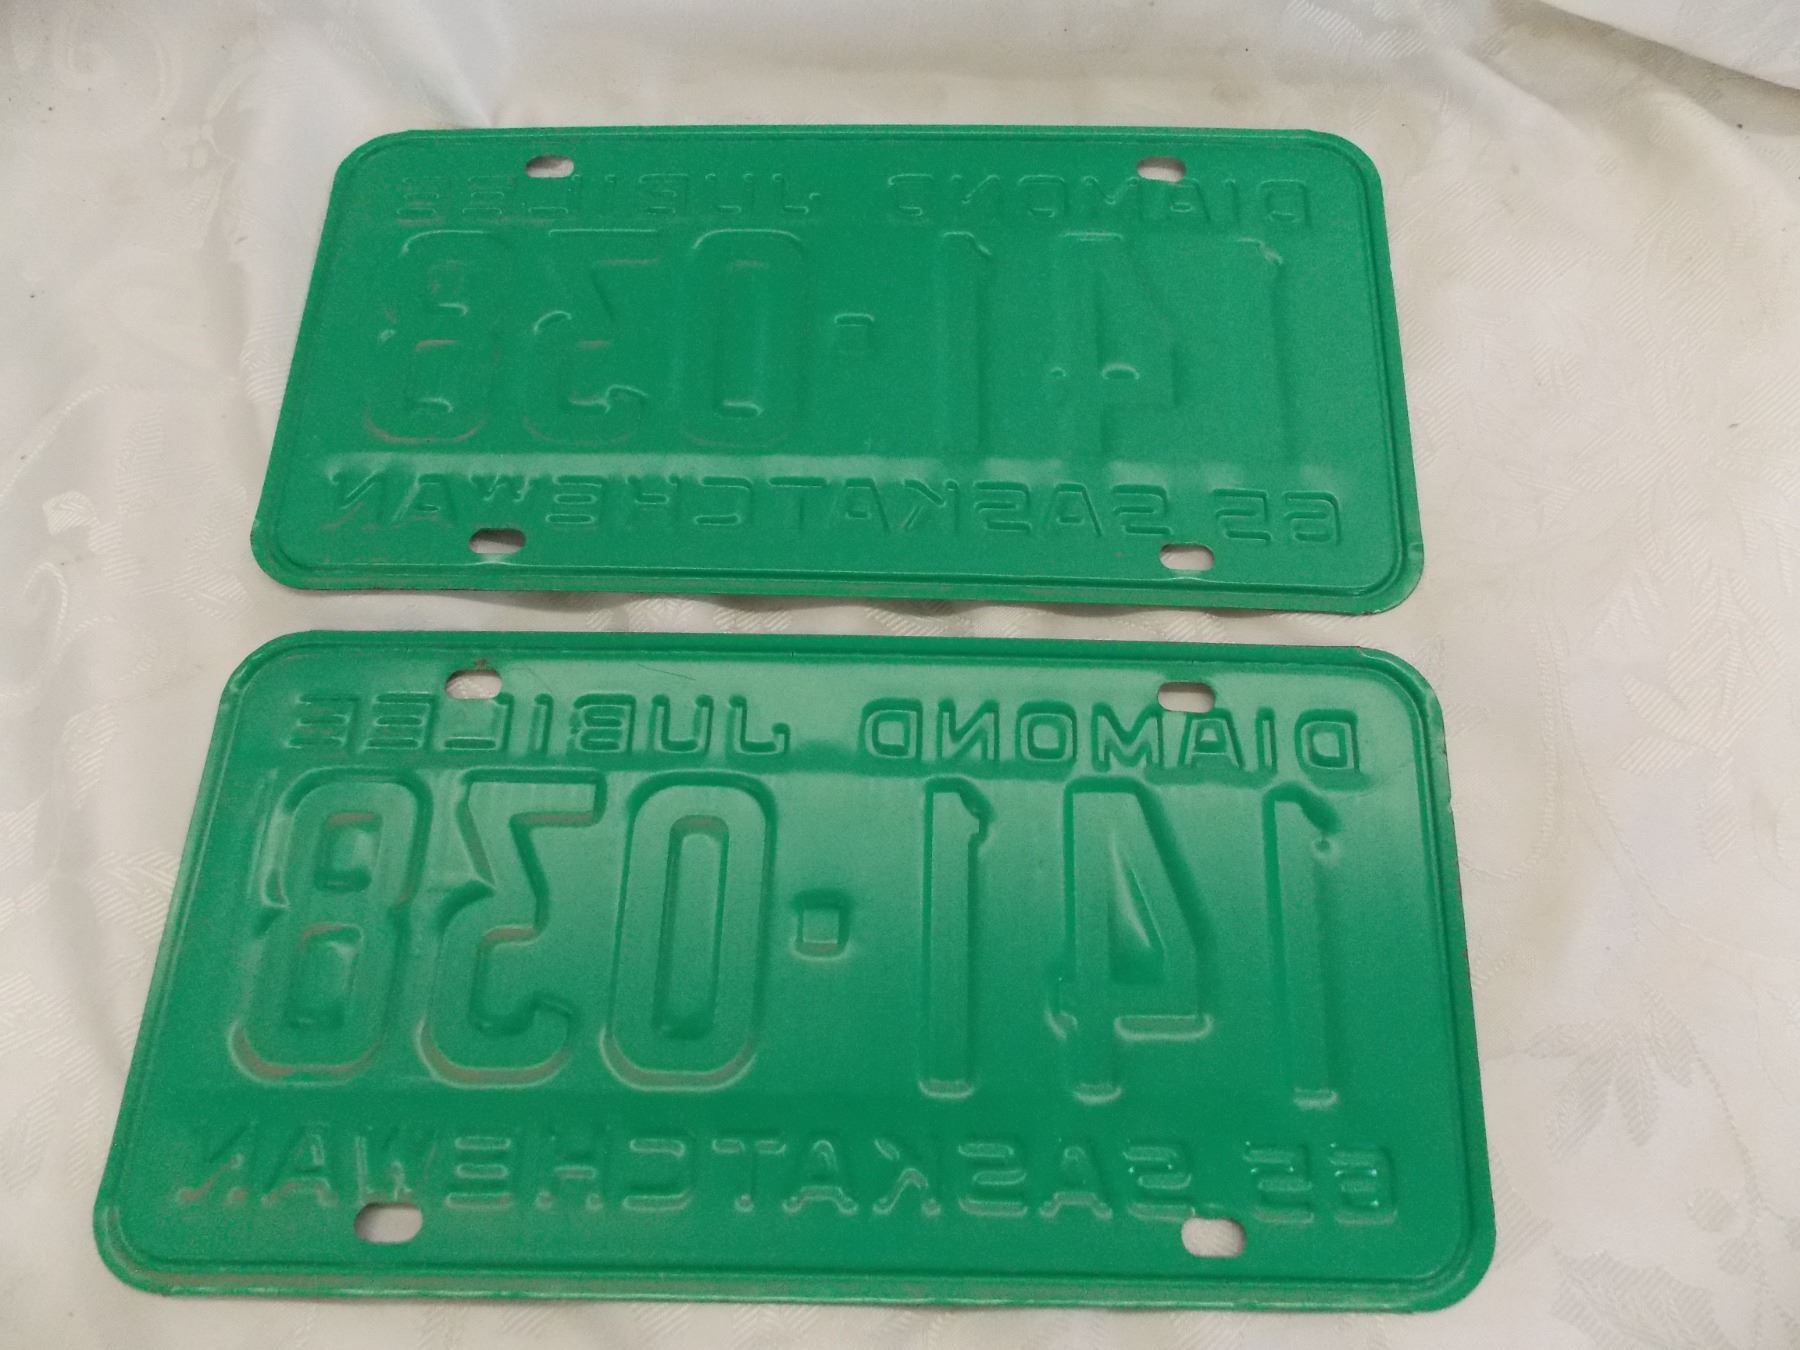 DIAMOND JUBILEE
141-038
65 SASKATCHEWAN
DIAMOND JUBILEE
141-038
65 SASKATCHEWAN